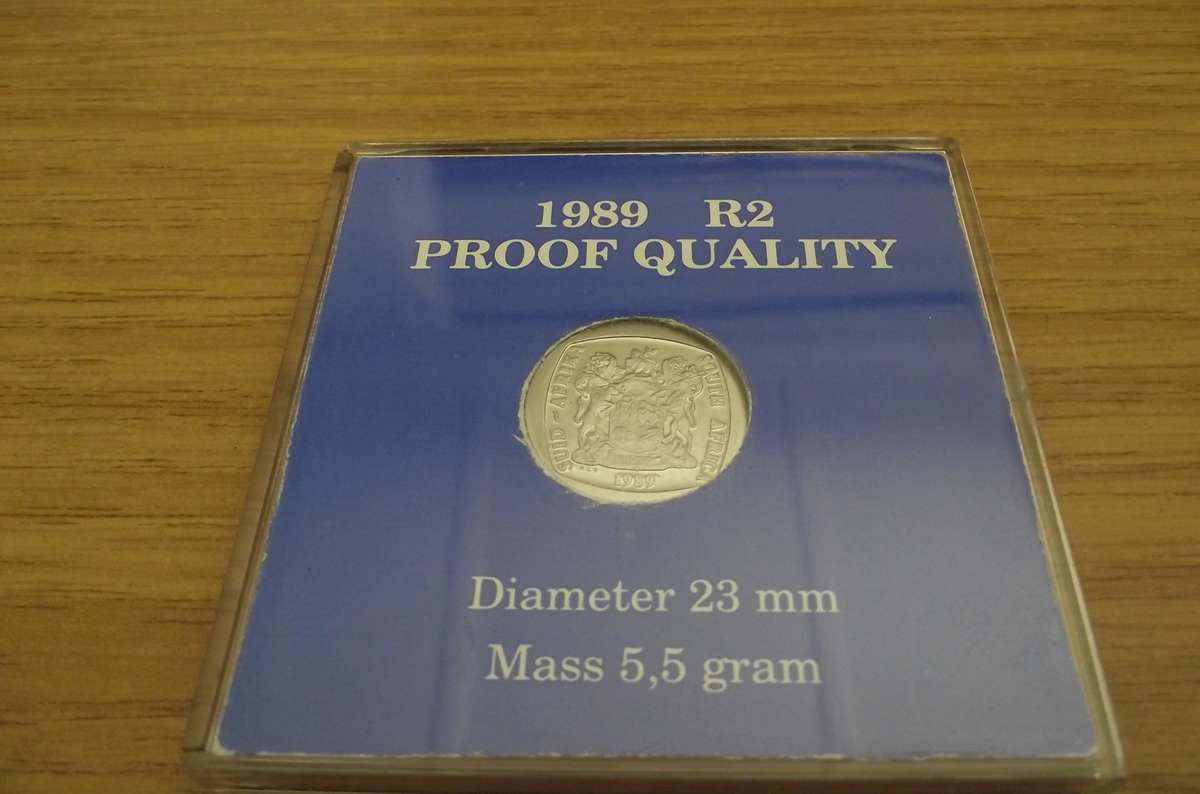 1989 R2
PROOF QUALITY
SUID-AFRIKA
SOUTH AFRICA
1989
Diameter 23 mm
Mass 5,5 gram